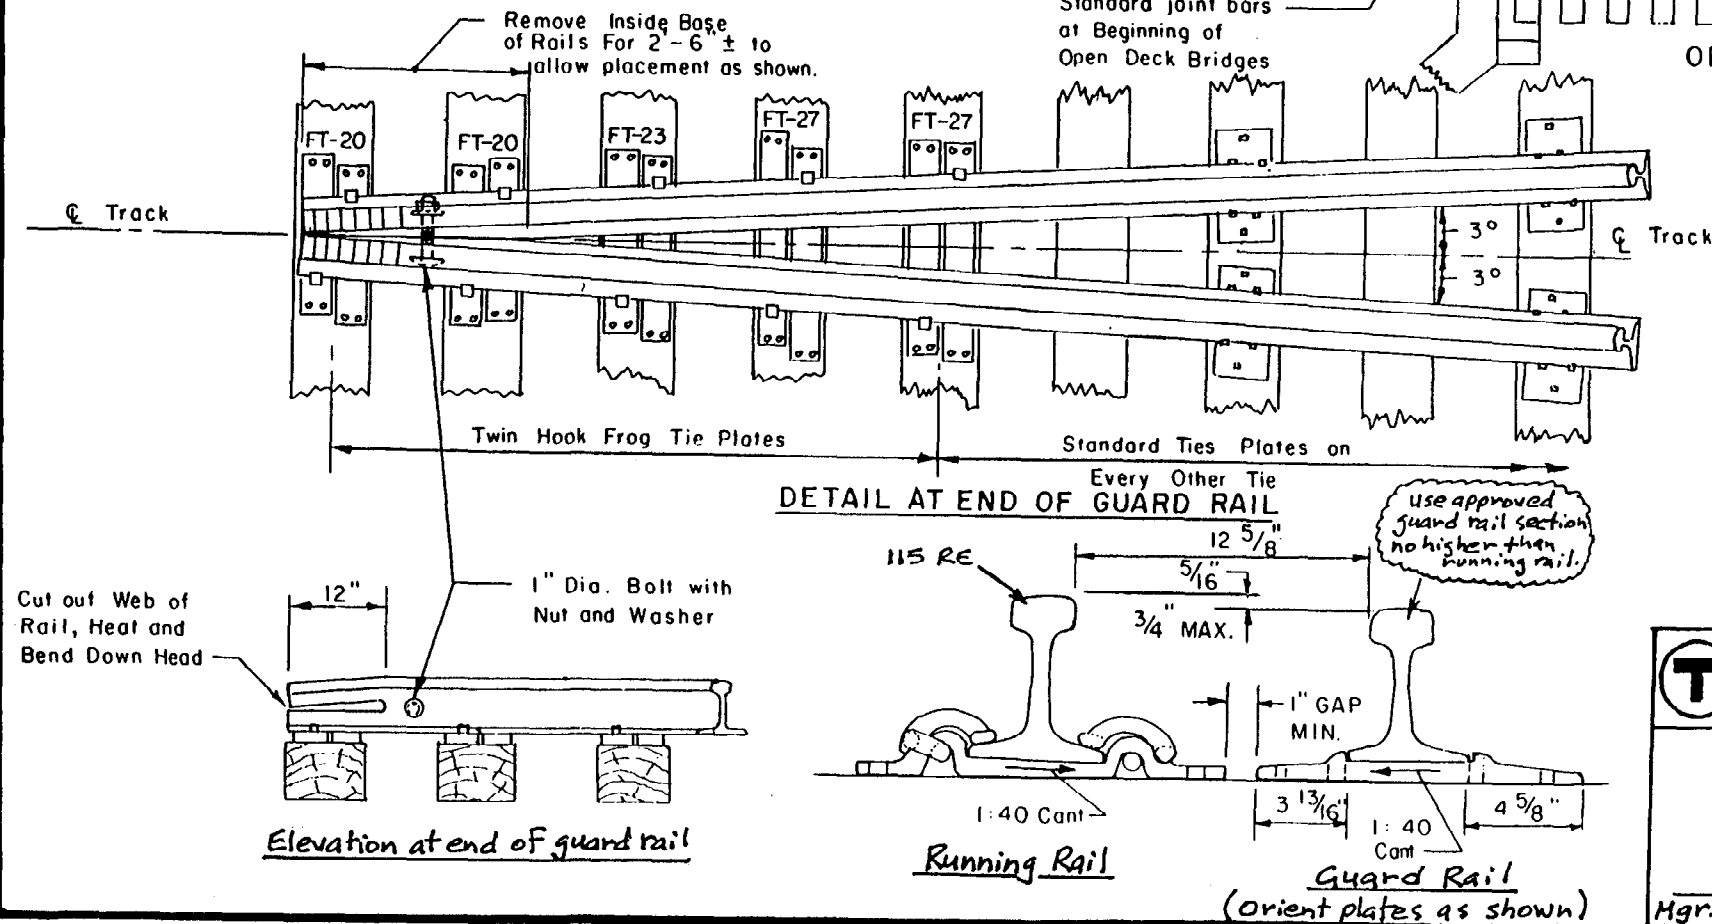 Remove Inside Base
of Rails For 2'-6" ± to
allow placement as shown.
Standard joint bars
at Beginning of
Open Deck Bridges
FT-20
FT-20
FT-23
FT-27
FT-27
℄ Track
3°
3°
℄ Track
Twin Hook Frog Tie Plates
Standard Ties Plates on
Every Other Tie
DETAIL AT END OF GUARD RAIL
use approved
guard rail section
no higher than
running rail.
12 5/8"
115 RE
5/16"
3/4" MAX.
Cut out Web of
Rail, Heat and
Bend Down Head
12"
1" Dia. Bolt with
Nut and Washer
1" GAP
MIN.
1:40 Cant
3 13/16"
4 5/8"
1:40
Cant
Elevation at end of guard rail
Running Rail
Guard Rail
(Orient plates as shown)
T
Mgr.